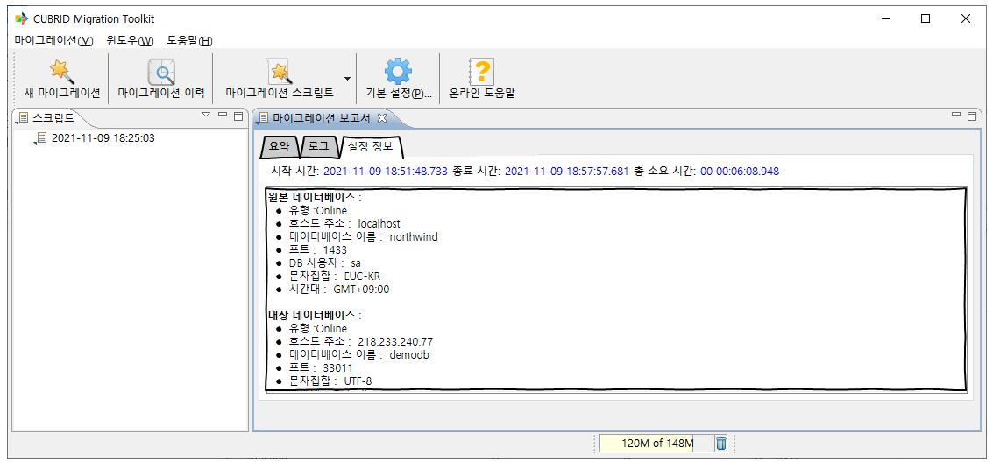 CUBRID Migration Toolkit
마이그레이션(M) 윈도우(W) 도움말(H)
새 마이그레이션 마이그레이션 이력 마이그레이션 스크립트 기본 설정(P)... 온라인 도움말
스크립트
2021-11-09 18:25:03
마이그레이션 보고서
요약 로그 설정 정보
시작 시간: 2021-11-09 18:51:48.733 종료 시간: 2021-11-09 18:57:57.681 총 소요 시간: 00 00:06:08.948
원본 데이터베이스 :
유형 :Online
호스트 주소 : localhost
데이터베이스 이름 : northwind
포트 : 1433
DB 사용자 : sa
문자집합 : EUC-KR
시간대 : GMT+09:00
대상 데이터베이스 :
유형 :Online
호스트 주소 : 218.233.240.77
데이터베이스 이름 : demodb
포트 : 33011
문자집합 : UTF-8
120M of 148M